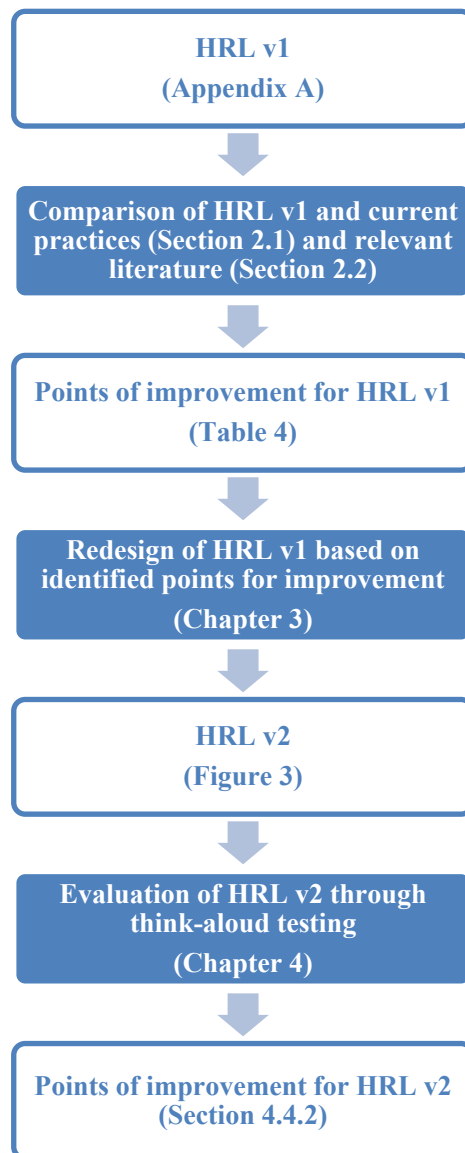 HRL v1
(Appendix A)
Comparison of HRL v1 and current
practices (Section 2.1) and relevant
literature (Section 2.2)
Points of improvement for HRL v1
(Table 4)
Redesign of HRL v1 based on
identified points for improvement
(Chapter 3)
HRL v2
(Figure 3)
Evaluation of HRL v2 through
think-aloud testing
(Chapter 4)
Points of improvement for HRL v2
(Section 4.4.2)